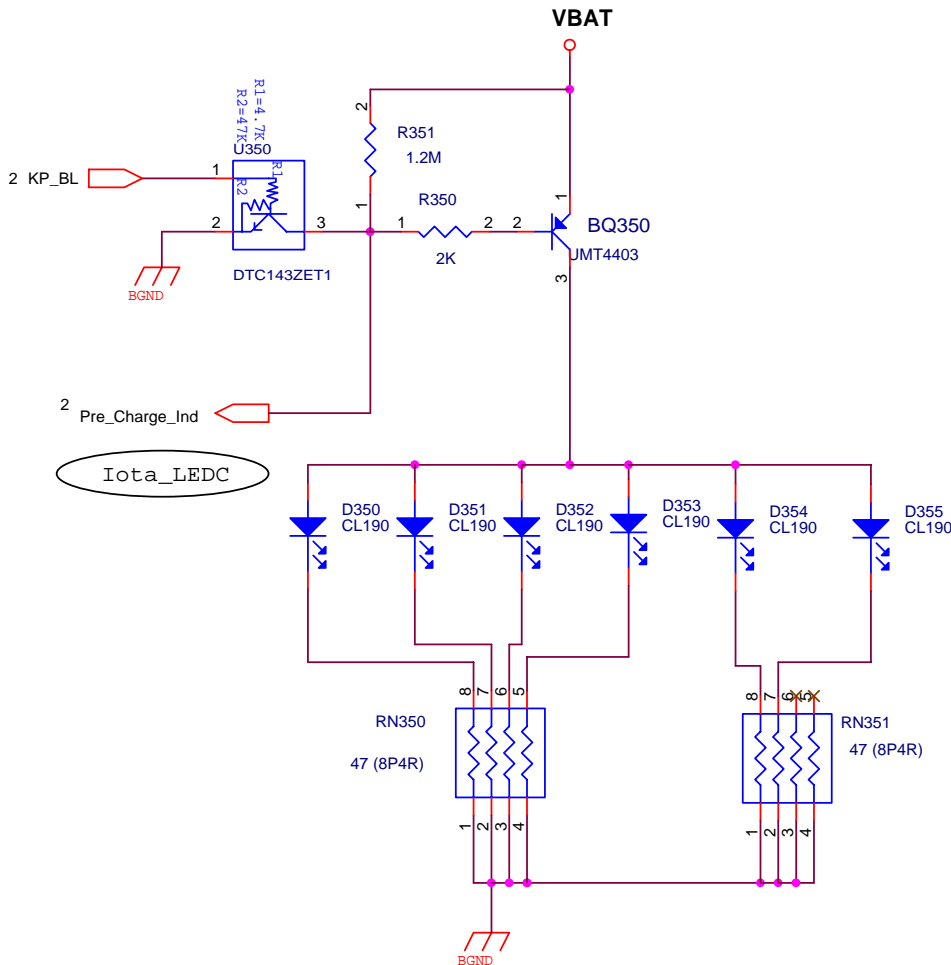 VBAT
R1=4.7K
R2=47K
U350
R1
R2
1
2
3
2 KP_BL
DTC143ZET1
BGND
2
R351
1.2M
1
R350
1
2
2K
2
1
BQ350
UMT4403
3
2 Pre_Charge_Ind
Iota_LEDC
D350
CL190
D351
CL190
D352
CL190
D353
CL190
D354
CL190
D355
CL190
8 7 6 5
RN350
47 (8P4R)
1 2 3 4
8 7 6 5
RN351
47 (8P4R)
1 2 3 4
BGND